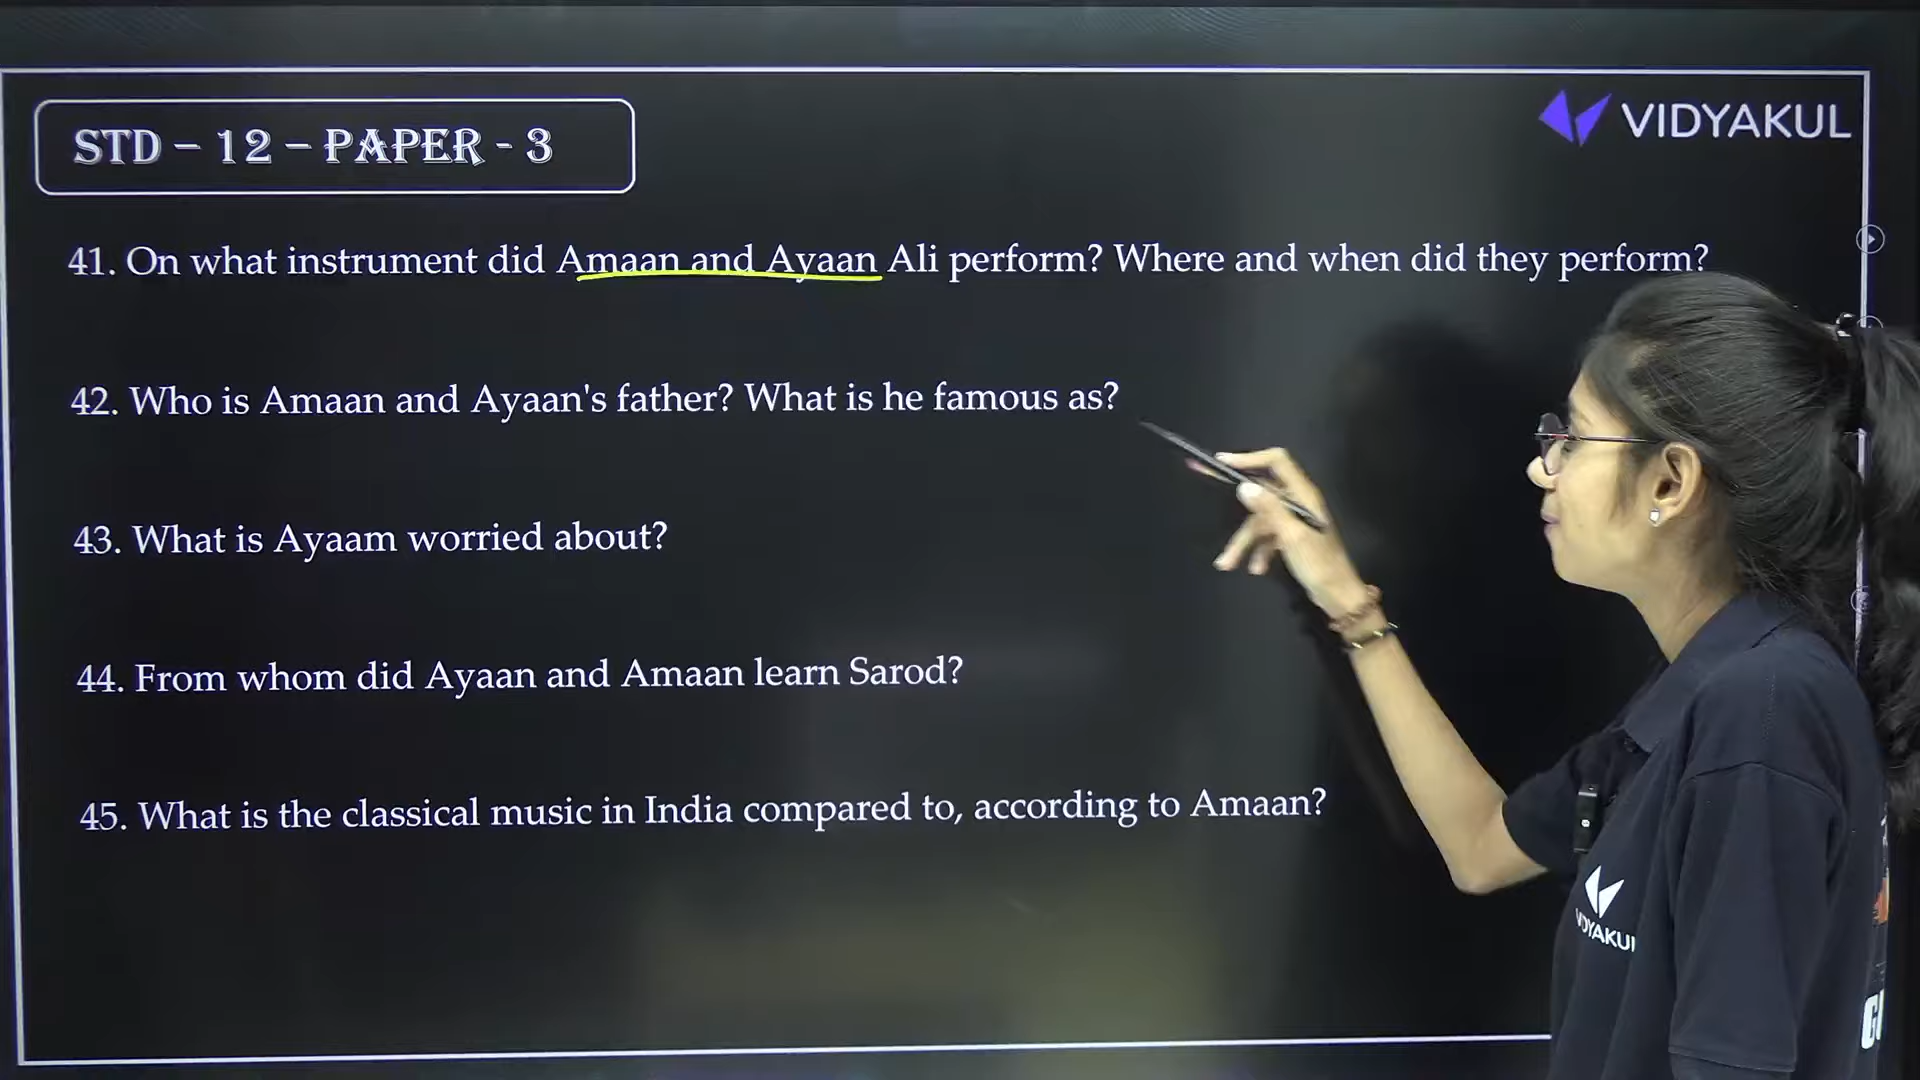 STD – 12 – PAPER - 3
VIDYAKUL
41. On what instrument did Amaan and Ayaan Ali perform? Where and when did they perform?
42. Who is Amaan and Ayaan's father? What is he famous as?
43. What is Ayaam worried about?
44. From whom did Ayaan and Amaan learn Sarod?
45. What is the classical music in India compared to, according to Amaan?
VIDYAKUL